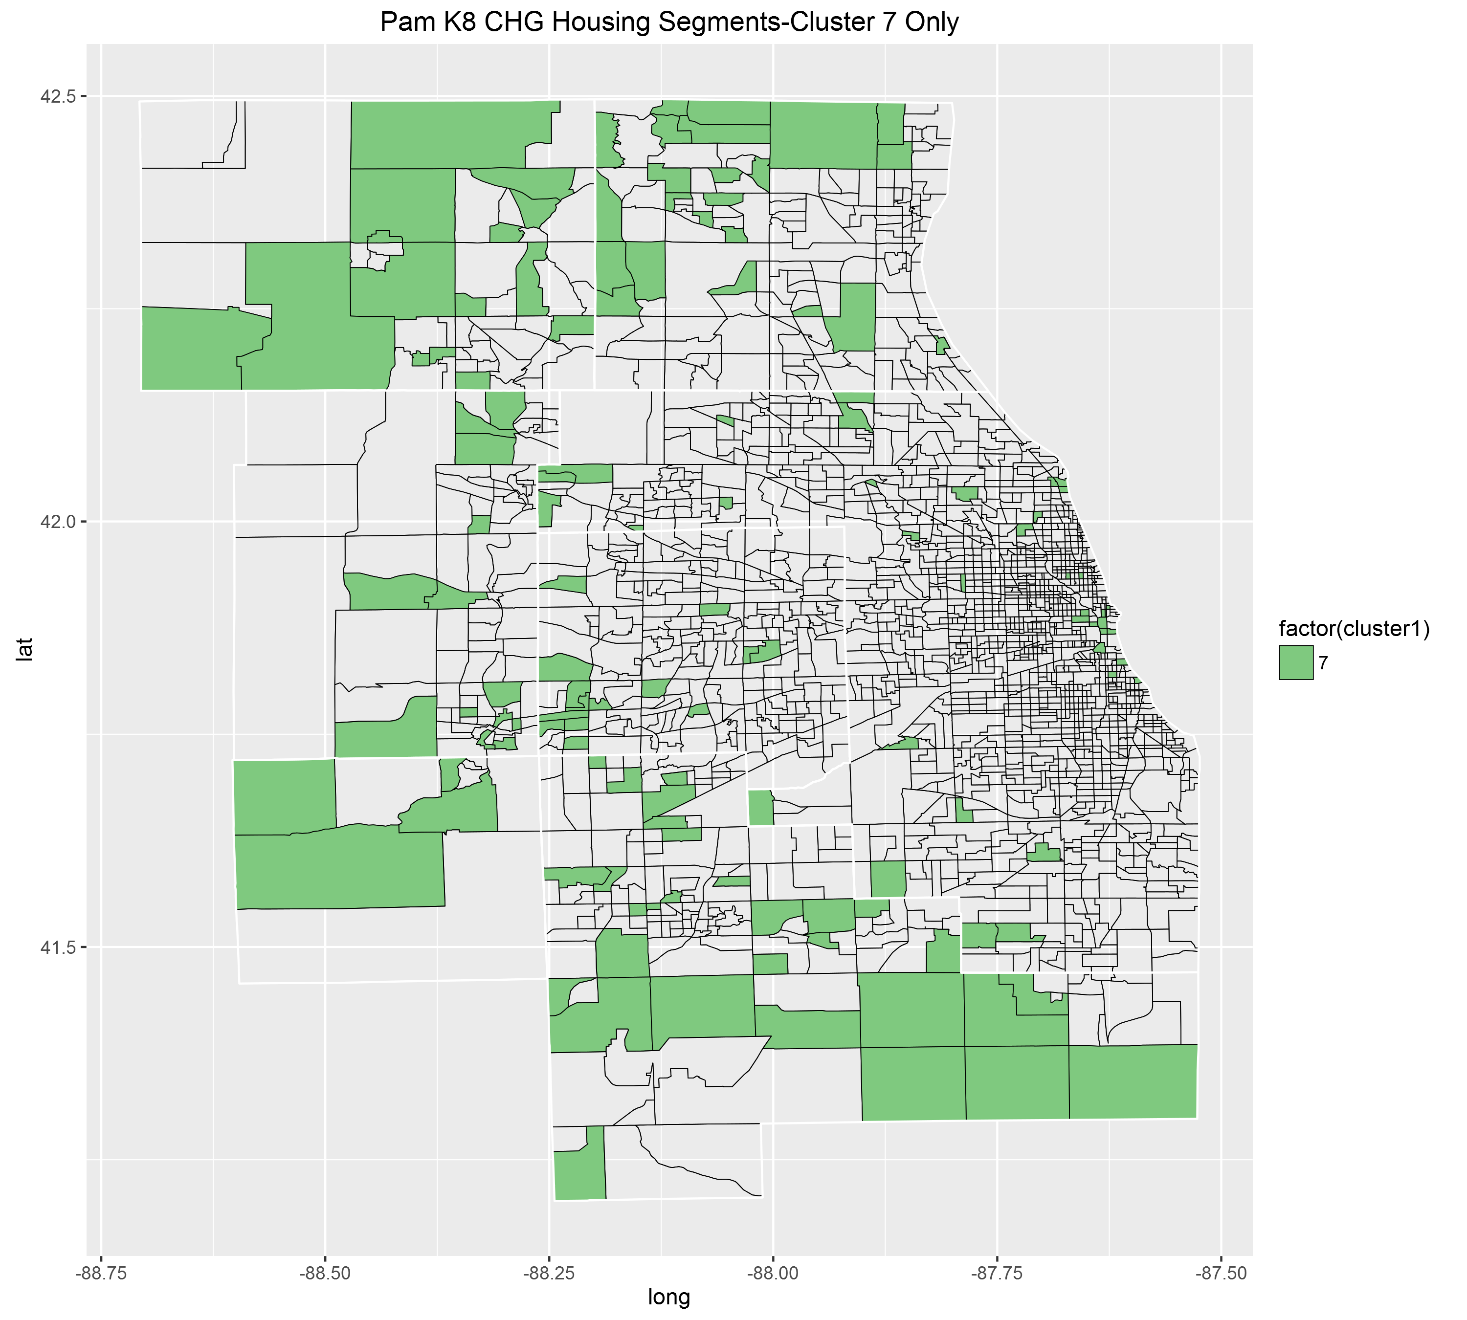 Pam K8 CHG Housing Segments-Cluster 7 Only
42.5
42.0
41.5
lat
-88.75
-88.50
-88.25
-88.00
-87.75
-87.50
long
factor(cluster1)
7